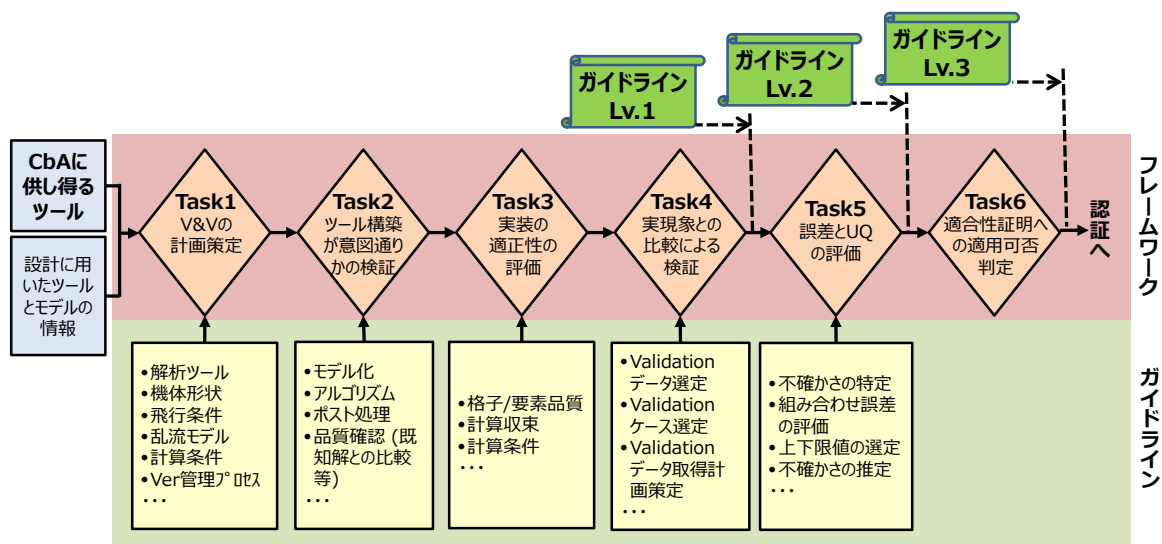 ガイドライン
Lv.1
ガイドライン
Lv.2
ガイドライン
Lv.3
CbAに
供し得る
ツール
設計に用
いたツール
とモデルの
情報
Task1
V&Vの
計画策定
Task2
ツール構築
が意図通り
かの検証
Task3
実装の
適正性の
評価
Task4
実現象との
比較による
検証
Task5
誤差とUQ
の評価
Task6
適合性証明へ
の適用可否
判定
認証へ
フレームワーク
•解析ツール
•機体形状
•飛行条件
•乱流モデル
•計算条件
•Ver管理ﾌﾟﾛｾｽ
・・・
•モデル化
•アルゴリズム
•ポスト処理
•品質確認 (既
知解との比較
等)
・・・
•格子/要素品質
•計算収束
•計算条件
・・・
•Validation
データ選定
•Validation
ケース選定
•Validation
データ取得計
画策定
・・・
•不確かさの特定
•組み合わせ誤差
の評価
•上下限値の選定
•不確かさの推定
・・・
ガイドライン